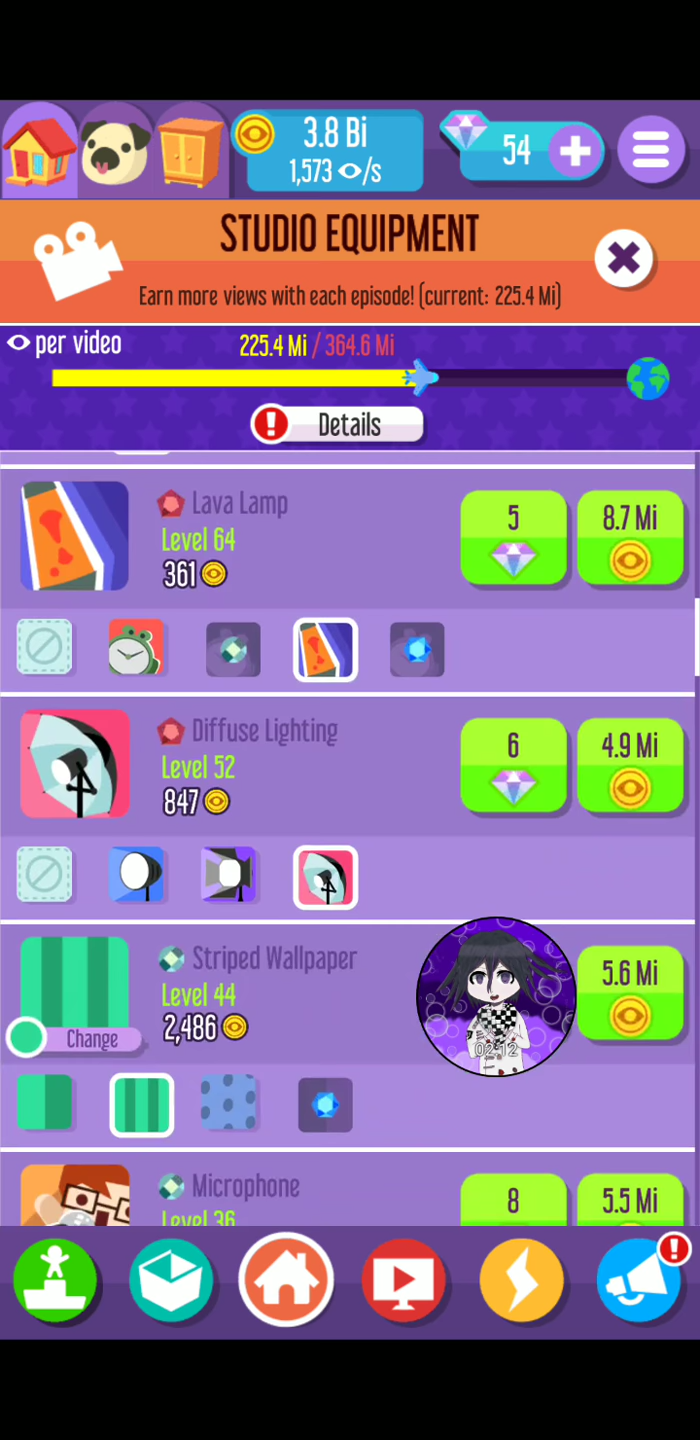 3.8 Bi
1,573 /s
54
STUDIO EQUIPMENT
Earn more views with each episode! (current: 225.4 Mi)
per video
225.4 Mi / 364.6 Mi
! Details
Lava Lamp
Level 64
361
5
8.7 Mi
Diffuse Lighting
Level 52
847
6
4.9 Mi
Striped Wallpaper
Level 44
2,486
Change
02:12
5.6 Mi
Microphone
Level 36
8
5.5 Mi
!